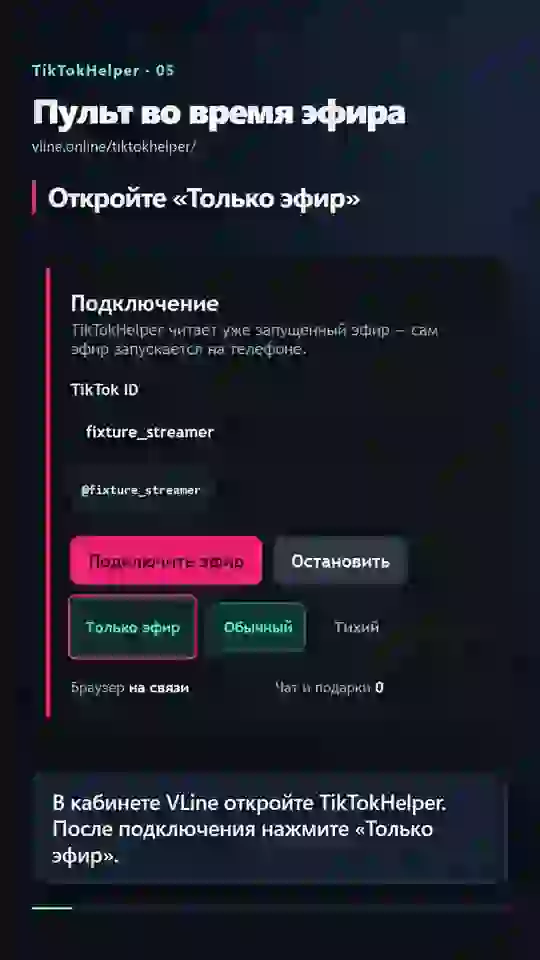 TikTokHelper · 05
Пульт во время эфира
vline.online/tiktokhelper/
Откройте «Только эфир»
Подключение
TikTokHelper читает уже запущенный эфир — сам
эфир запускается на телефоне.
TikTok ID
fixture_streamer
@fixture_streamer
Подключить эфир
Остановить
Только эфир
Обычный
Тихий
Браузер на связи
Чат и подарки 0
В кабинете VLine откройте TikTokHelper.
После подключения нажмите «Только
эфир».